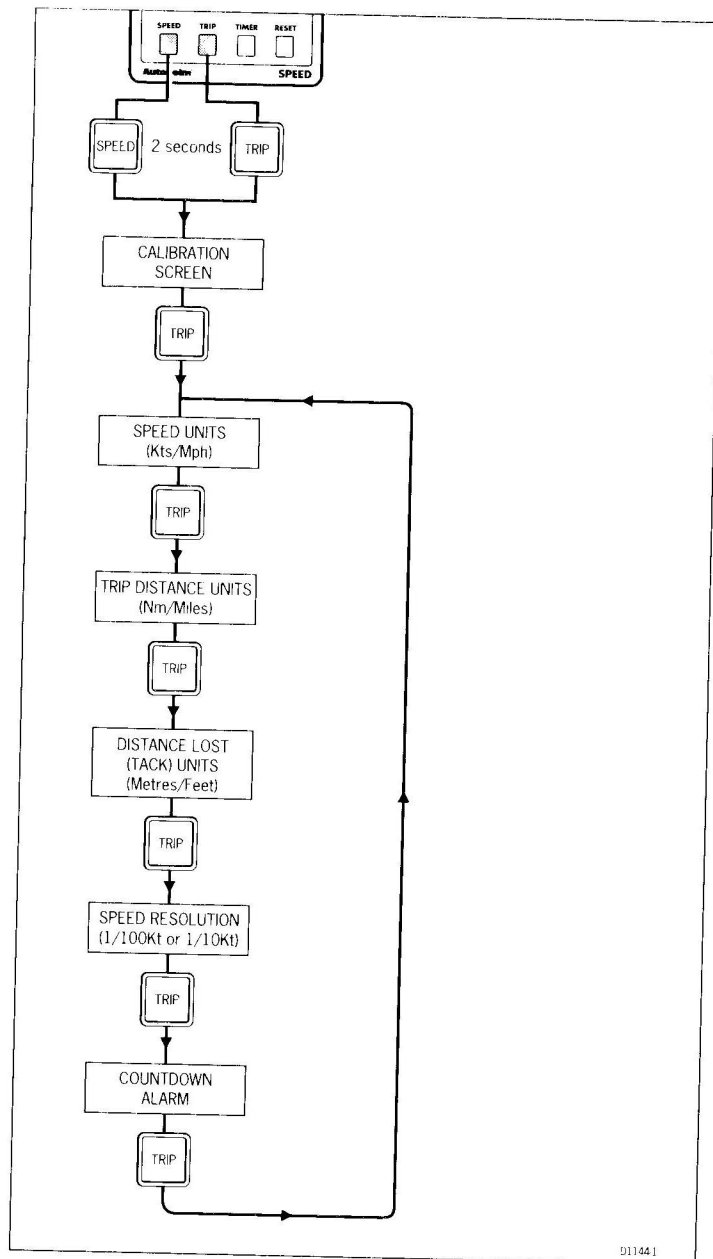 SPEED TRIP TIMER RESET
SPEED
SPEED 2 seconds TRIP
CALIBRATION
SCREEN
TRIP
SPEED UNITS
(Kts/Mph)
TRIP
TRIP DISTANCE UNITS
(Nm/Miles)
TRIP
DISTANCE LOST
(TACK) UNITS
(Metres/Feet)
TRIP
SPEED RESOLUTION
(1/100Kt or 1/10Kt)
TRIP
COUNTDOWN
ALARM
TRIP
D1144 1